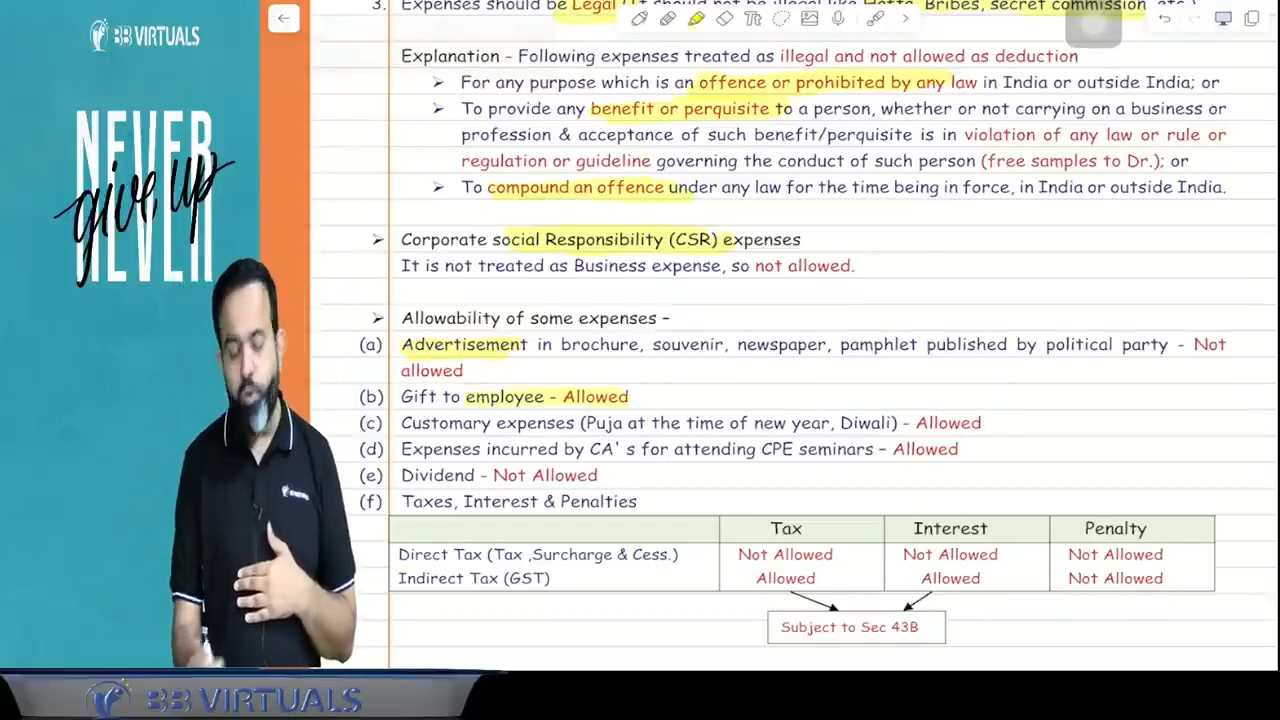 BB VIRTUALS
3. Expenses should be Legal
Bribes, secret commission, etc.)
Explanation - Following expenses treated as illegal and not allowed as deduction
➤ For any purpose which is an offence or prohibited by any law in India or outside India; or
➤ To provide any benefit or perquisite to a person, whether or not carrying on a business or
profession & acceptance of such benefit/perquisite is in violation of any law or rule or
regulation or guideline governing the conduct of such person (free samples to Dr.); or
➤ To compound an offence under any law for the time being in force, in India or outside India.
NEVER
give up
NEVER
➤ Corporate social Responsibility (CSR) expenses
It is not treated as Business expense, so not allowed.
➤ Allowability of some expenses –
(a) Advertisement in brochure, souvenir, newspaper, pamphlet published by political party - Not
allowed
(b) Gift to employee - Allowed
(c) Customary expenses (Puja at the time of new year, Diwali) - Allowed
(d) Expenses incurred by CA' s for attending CPE seminars – Allowed
(e) Dividend - Not Allowed
(f) Taxes, Interest & Penalties
Tax Interest Penalty
Direct Tax (Tax ,Surcharge & Cess.) Not Allowed Not Allowed Not Allowed
Indirect Tax (GST) Allowed Allowed Not Allowed
Subject to Sec 43B
BB VIRTUALS